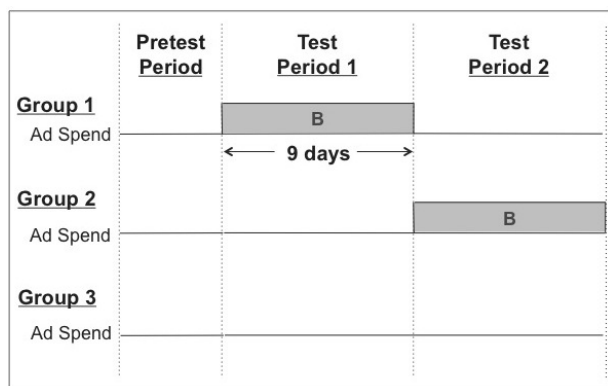 Pretest Period
Test Period 1
Test Period 2
Group 1
Ad Spend
B
9 days
Group 2
Ad Spend
B
Group 3
Ad Spend